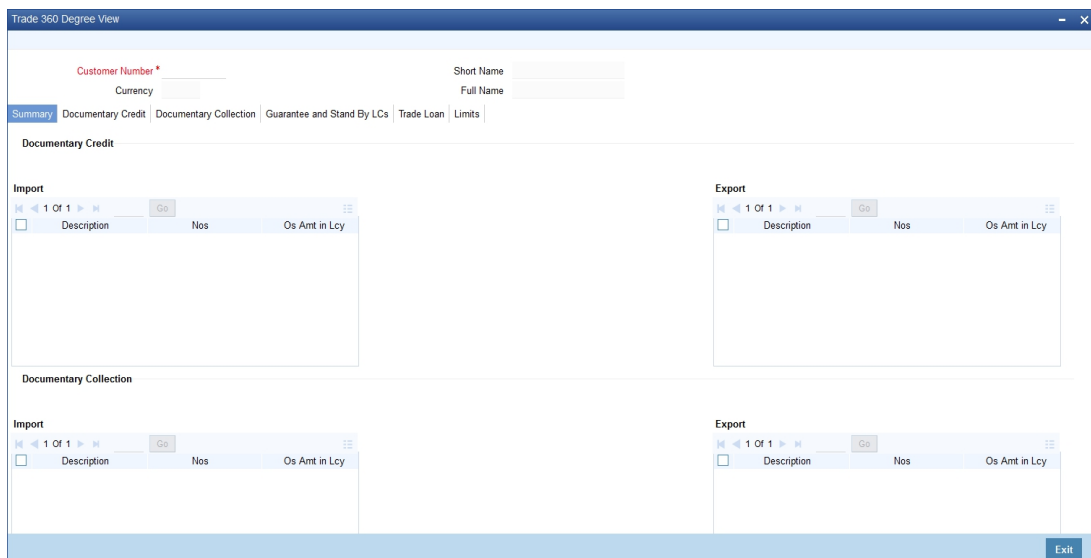 Trade 360 Degree View
Customer Number *
Short Name
Currency
Full Name
Summary Documentary Credit Documentary Collection Guarantee and Stand By LCs Trade Loan Limits
Documentary Credit
Import
Export
1 Of 1 Go
1 Of 1 Go
Description Nos Os Amt in Lcy
Description Nos Os Amt in Lcy
Documentary Collection
Import
Export
1 Of 1 Go
1 Of 1 Go
Description Nos Os Amt in Lcy
Description Nos Os Amt in Lcy
Exit